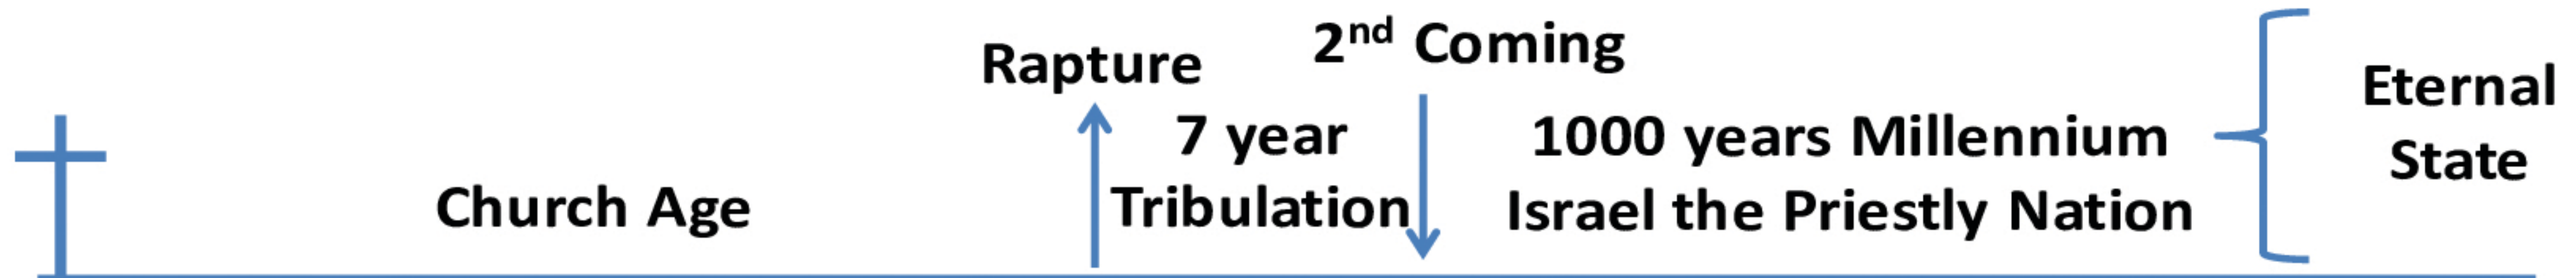 Church Age
Rapture
7 year
Tribulation
2nd Coming
1000 years Millennium
Israel the Priestly Nation
Eternal
State